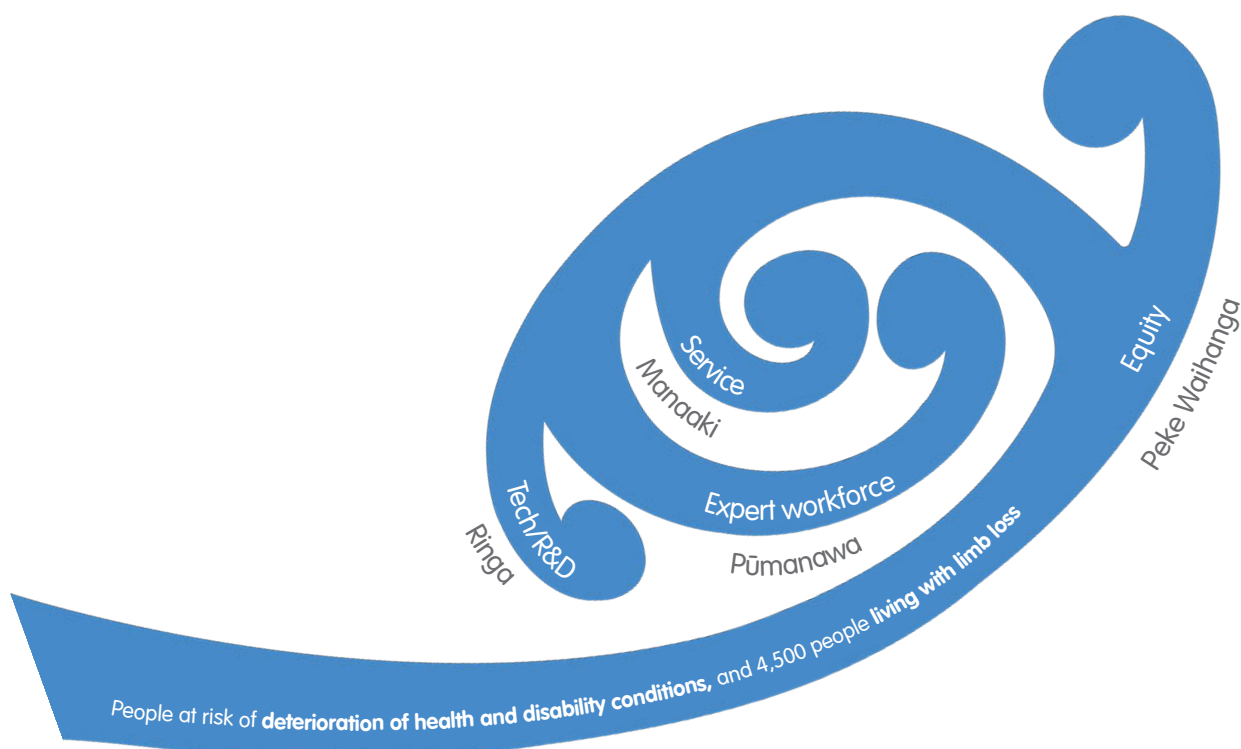 Equity
Peke Waihanga
Service
Manaaki
Expert workforce
Pūmanawa
Tech/R&D
Ringa
People at risk of deterioration of health and disability conditions, and 4,500 people living with limb loss